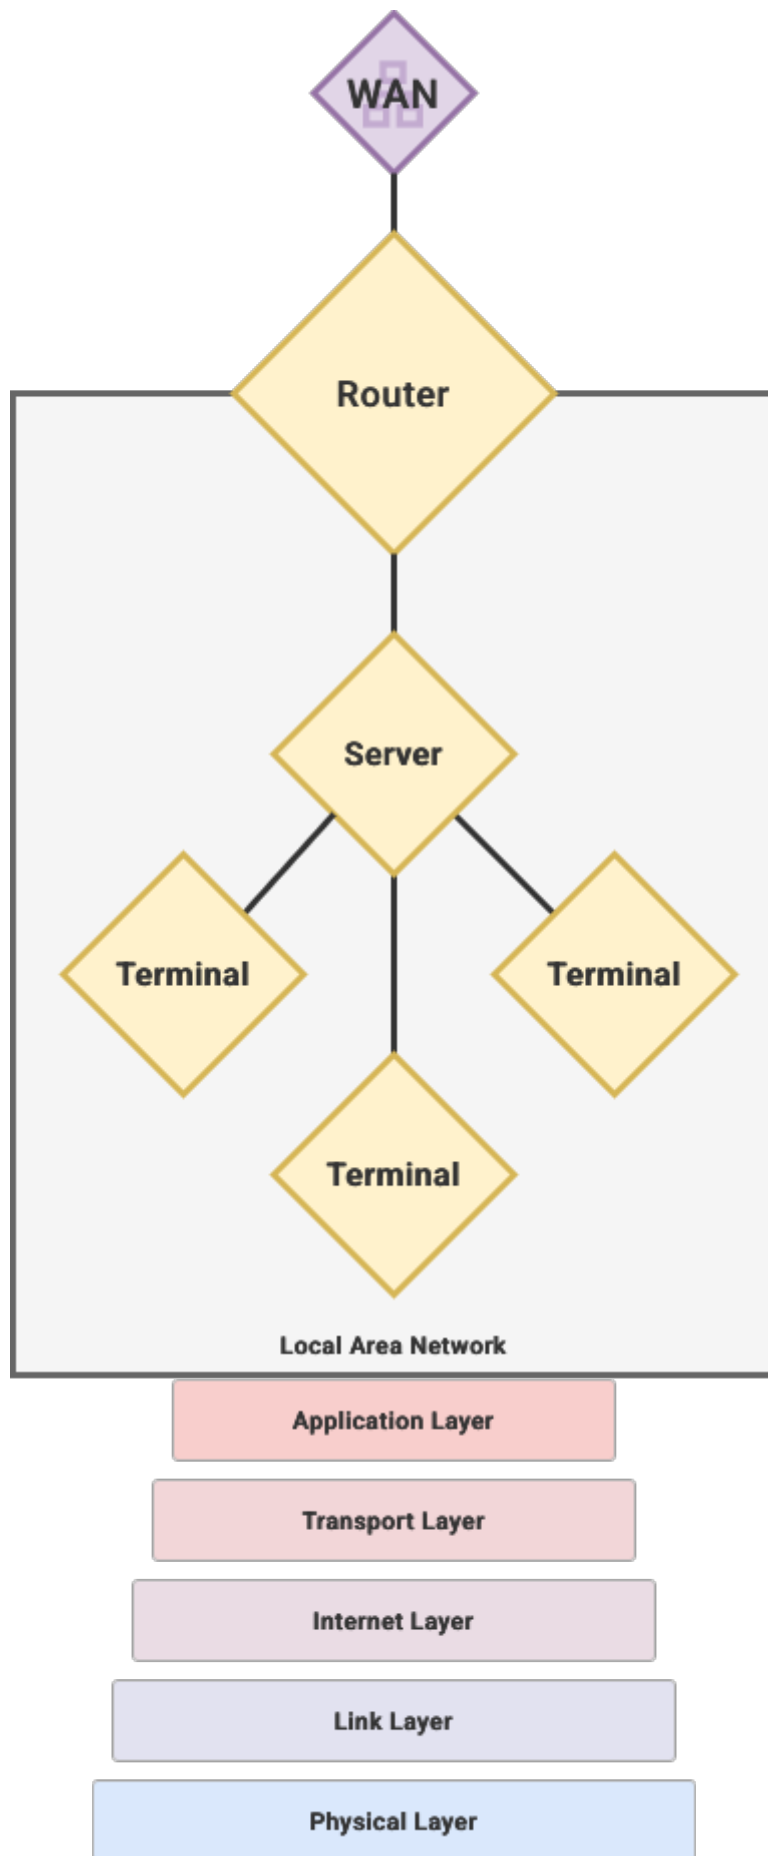 WAN
Router
Server
Terminal
Terminal
Terminal
Local Area Network
Application Layer
Transport Layer
Internet Layer
Link Layer
Physical Layer